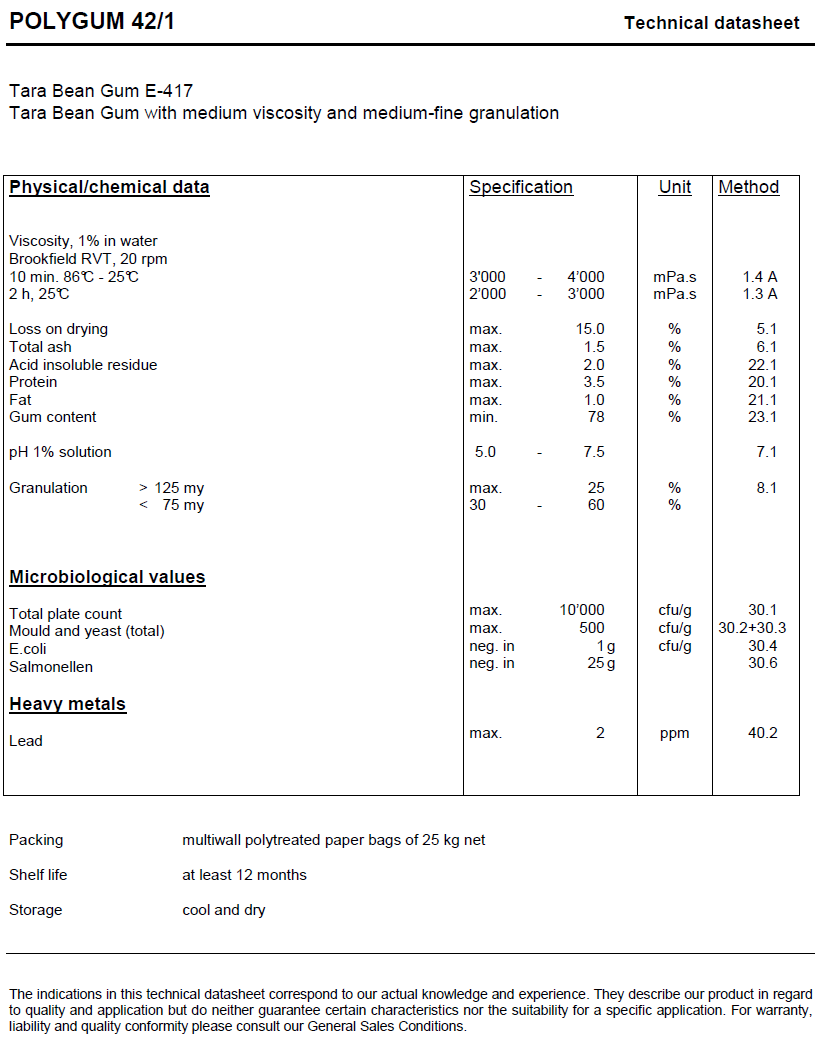 POLYGUM 42/1 Technical datasheet
Tara Bean Gum E-417
Tara Bean Gum with medium viscosity and medium-fine granulation
Physical/chemical data Specification Unit Method
Viscosity, 1% in water
Brookfield RVT, 20 rpm
10 min. 86°C - 25°C 3'000 - 4'000 mPa.s 1.4 A
2 h, 25°C 2'000 - 3'000 mPa.s 1.3 A
Loss on drying max. 15.0 % 5.1
Total ash max. 1.5 % 6.1
Acid insoluble residue max. 2.0 % 22.1
Protein max. 3.5 % 20.1
Fat max. 1.0 % 21.1
Gum content min. 78 % 23.1
pH 1% solution 5.0 - 7.5 7.1
Granulation > 125 my max. 25 % 8.1
< 75 my 30 - 60 %
Microbiological values
Total plate count max. 10'000 cfu/g 30.1
Mould and yeast (total) max. 500 cfu/g 30.2+30.3
E.coli neg. in 1 g cfu/g 30.4
Salmonellen neg. in 25 g 30.6
Heavy metals
Lead max. 2 ppm 40.2
Packing multiwall polytreated paper bags of 25 kg net
Shelf life at least 12 months
Storage cool and dry
The indications in this technical datasheet correspond to our actual knowledge and experience. They describe our product in regard
to quality and application but do neither guarantee certain characteristics nor the suitability for a specific application. For warranty,
liability and quality conformity please consult our General Sales Conditions.